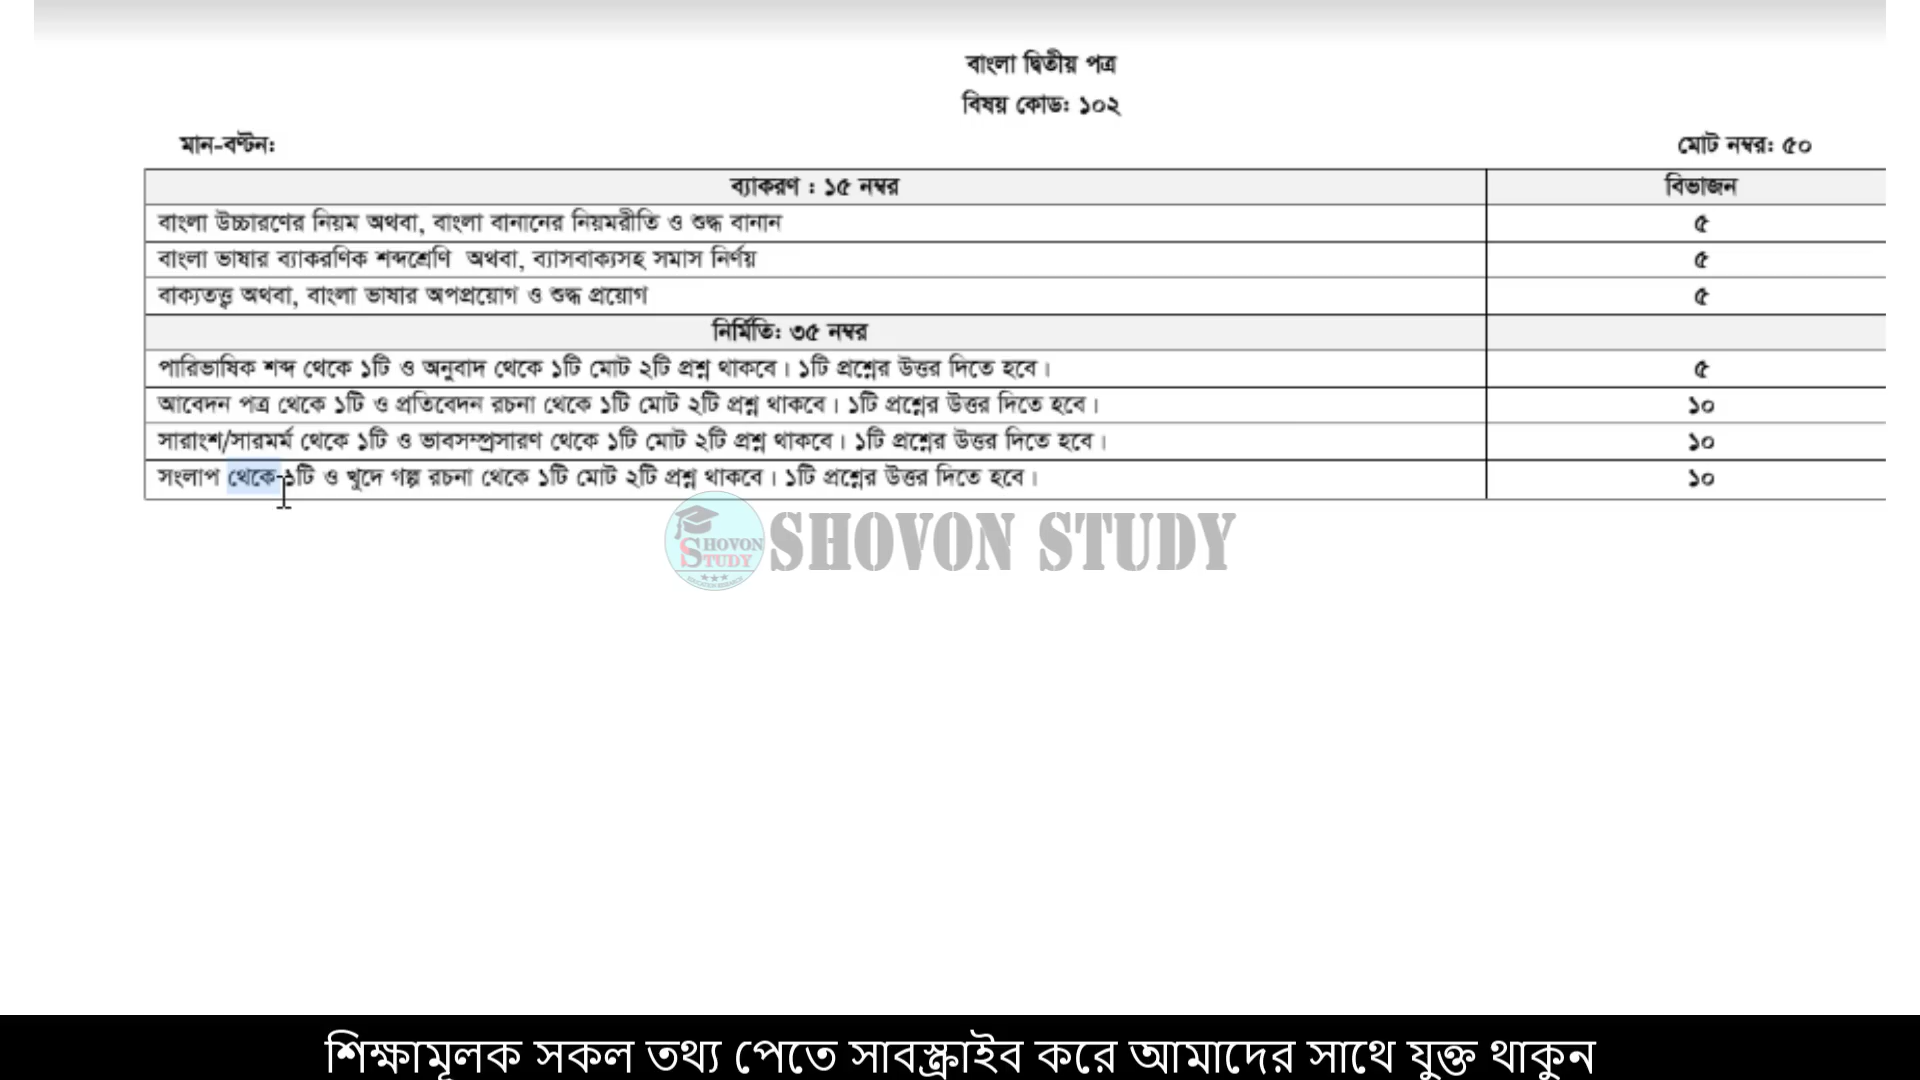 বাংলা দ্বিতীয় পত্র
বিষয় কোড: ১০২
মান-বণ্টন:
মোট নম্বর: ৫০
ব্যাকরণ : ১৫ নম্বর
বিভাজন
বাংলা উচ্চারণের নিয়ম অথবা, বাংলা বানানের নিয়মরীতি ও শুদ্ধ বানান
৫
বাংলা ভাষার ব্যাকরণিক শব্দশ্রেণি অথবা, ব্যাসবাক্যসহ সমাস নির্ণয়
৫
বাক্যতত্ত্ব অথবা, বাংলা ভাষার অপপ্রয়োগ ও শুদ্ধ প্রয়োগ
৫
নির্মিতি: ৩৫ নম্বর
পারিভাষিক শব্দ থেকে ১টি ও অনুবাদ থেকে ১টি মোট ২টি প্রশ্ন থাকবে। ১টি প্রশ্নের উত্তর দিতে হবে।
৫
আবেদন পত্র থেকে ১টি ও প্রতিবেদন রচনা থেকে ১টি মোট ২টি প্রশ্ন থাকবে। ১টি প্রশ্নের উত্তর দিতে হবে।
১০
সারাংশ/সারমর্ম থেকে ১টি ও ভাবসম্প্রসারণ থেকে ১টি মোট ২টি প্রশ্ন থাকবে। ১টি প্রশ্নের উত্তর দিতে হবে।
১০
সংলাপ থেকে ১টি ও খুদে গল্প রচনা থেকে ১টি মোট ২টি প্রশ্ন থাকবে। ১টি প্রশ্নের উত্তর দিতে হবে।
১০
SHOVON STUDY
SHOVON STUDY
শিক্ষামূলক সকল তথ্য পেতে সাবস্ক্রাইব করে আমাদের সাথে যুক্ত থাকুন